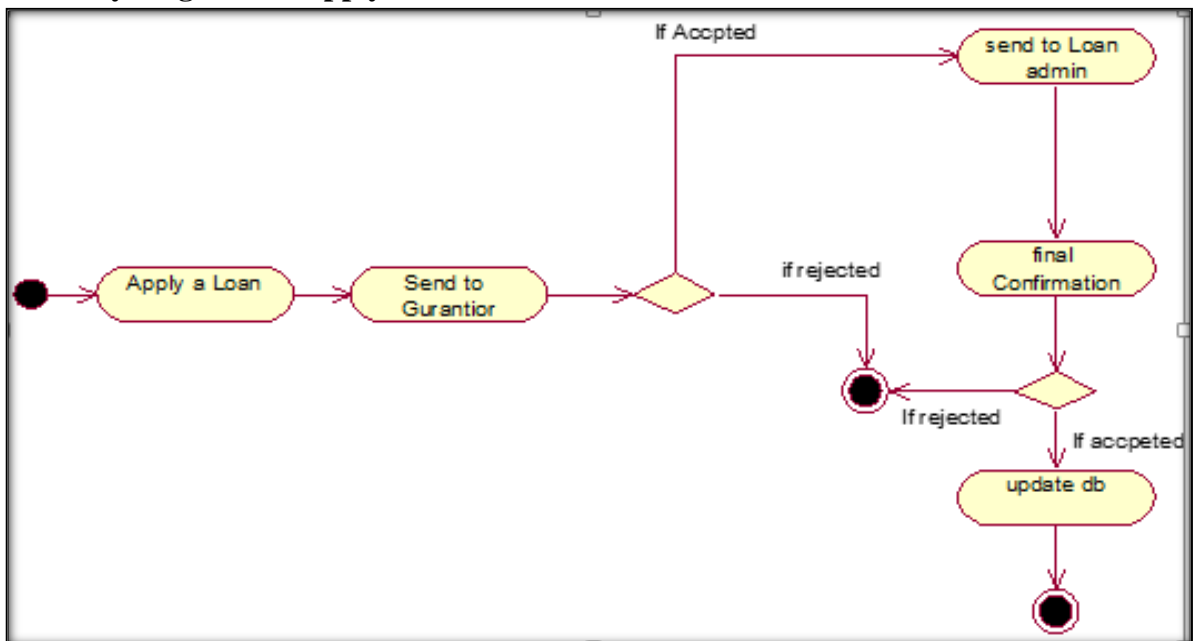 If Accpted
send to Loan
admin
Apply a Loan
Send to
Gurantior
if rejected
final
Confirmation
If rejected
If accpeted
update db